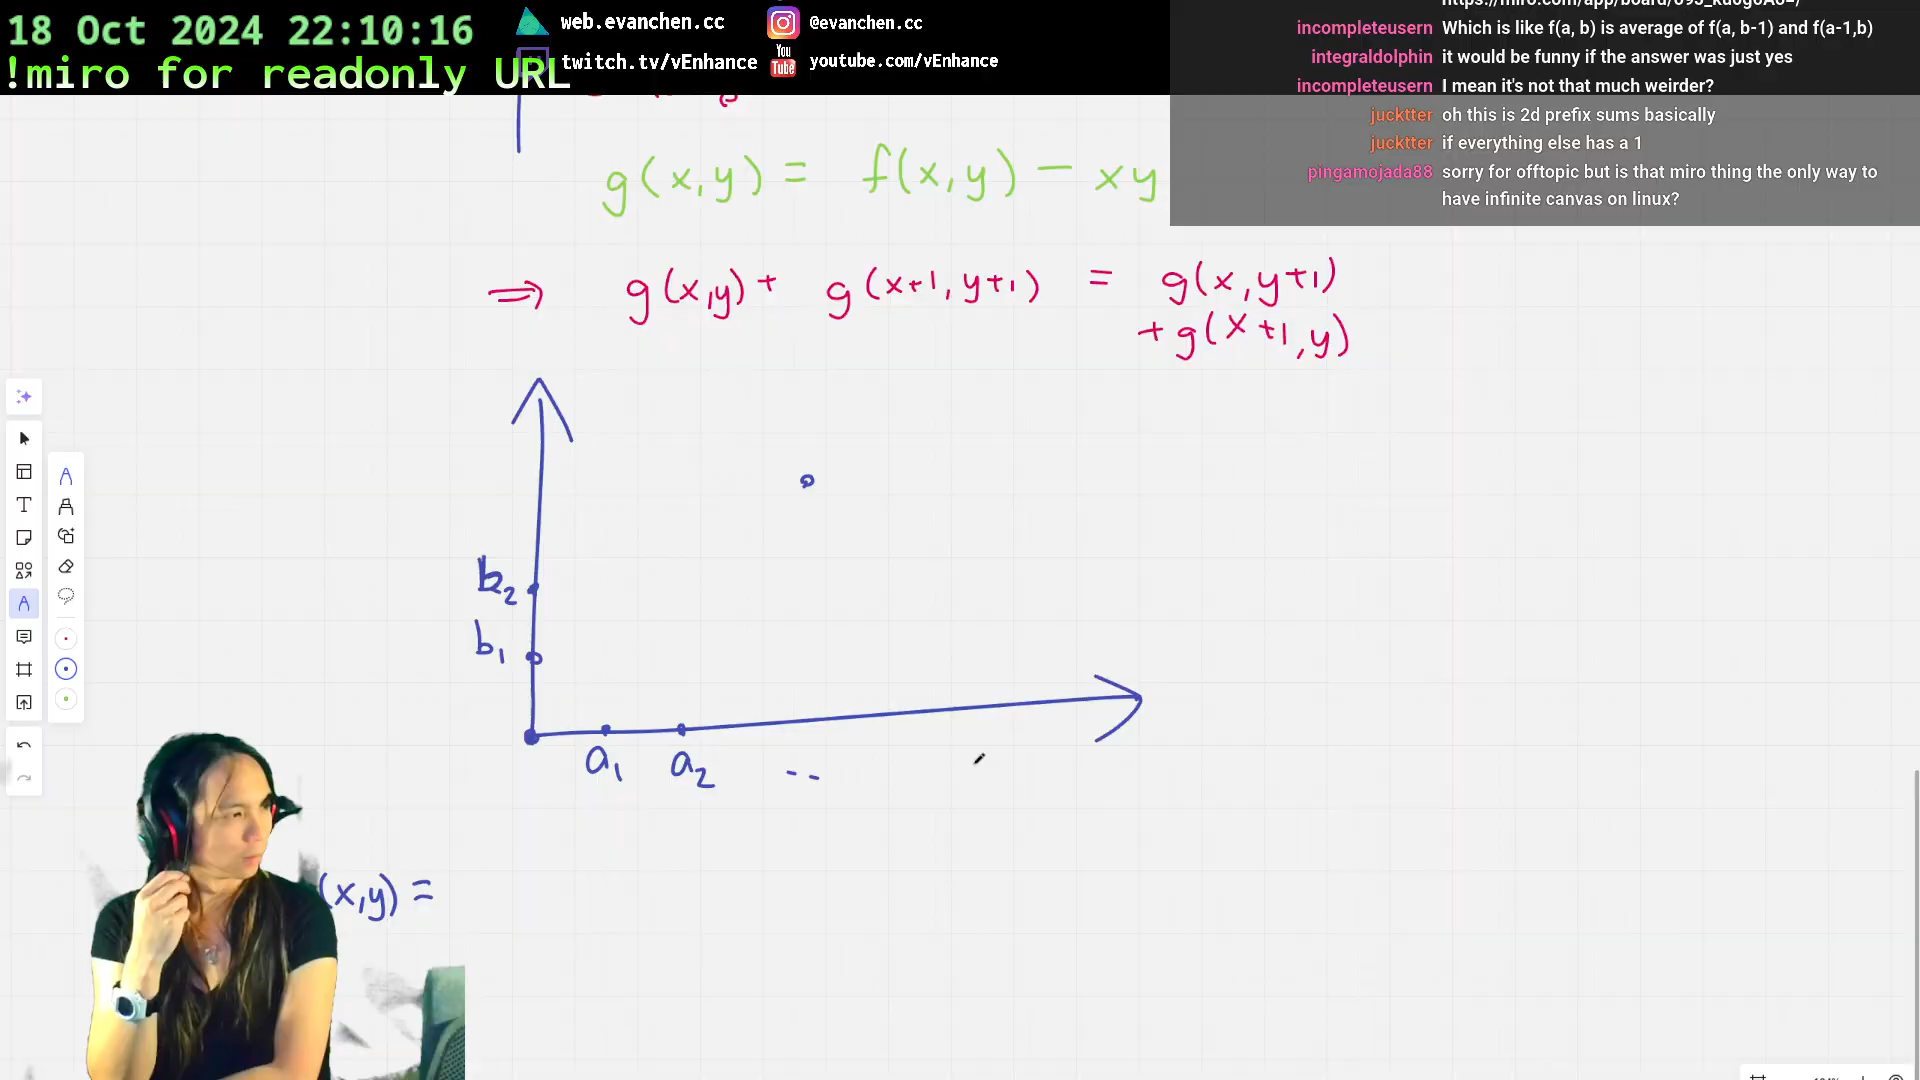 18 Oct 2024 22:10:16
!miro for readonly URL
web.evanchen.cc
twitch.tv/vEnhance
@evanchen.cc
You Tube
youtube.com/vEnhance
incompleteusern Which is like f(a, b) is average of f(a, b-1) and f(a-1,b)
integraldolphin it would be funny if the answer was just yes
incompleteusern I mean it's not that much weirder?
jucktter oh this is 2d prefix sums basically
jucktter if everything else has a 1
pingamojada88 sorry for offtopic but is that miro thing the only way to
have infinite canvas on linux?
g(x,y) = f(x,y) - xy
⇒ g(x,y) + g(x+1, y+1) = g(x, y+1)
+ g(x+1, y)
b₂
b₁
a₁ a₂ --
(x,y) =